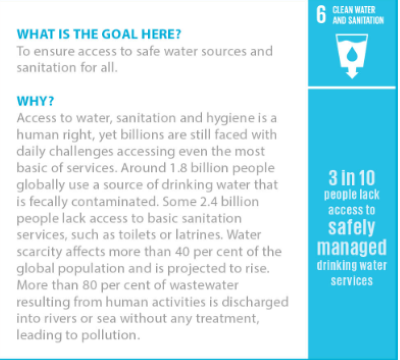 WHAT IS THE GOAL HERE?
To ensure access to safe water sources and
sanitation for all.
WHY?
Access to water, sanitation and hygiene is a
human right, yet billions are still faced with
daily challenges accessing even the most
basic of services. Around 1.8 billion people
globally use a source of drinking water that
is fecally contaminated. Some 2.4 billion
people lack access to basic sanitation
services, such as toilets or latrines. Water
scarcity affects more than 40 per cent of the
global population and is projected to rise.
More than 80 per cent of wastewater
resulting from human activities is discharged
into rivers or sea without any treatment,
leading to pollution.
6 CLEAN WATER
AND SANITATION
3 in 10
people lack
access to
safely
managed
drinking water
services